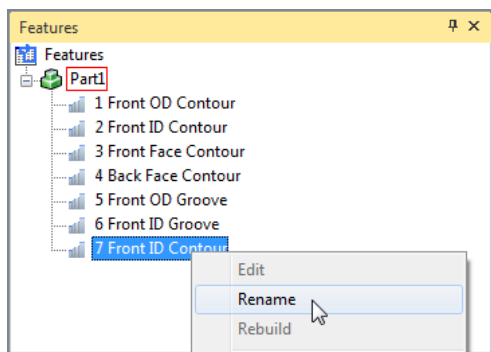 Features
Features
Part1
1 Front OD Contour
2 Front ID Contour
3 Front Face Contour
4 Back Face Contour
5 Front OD Groove
6 Front ID Groove
7 Front ID Contour
Edit
Rename
Rebuild